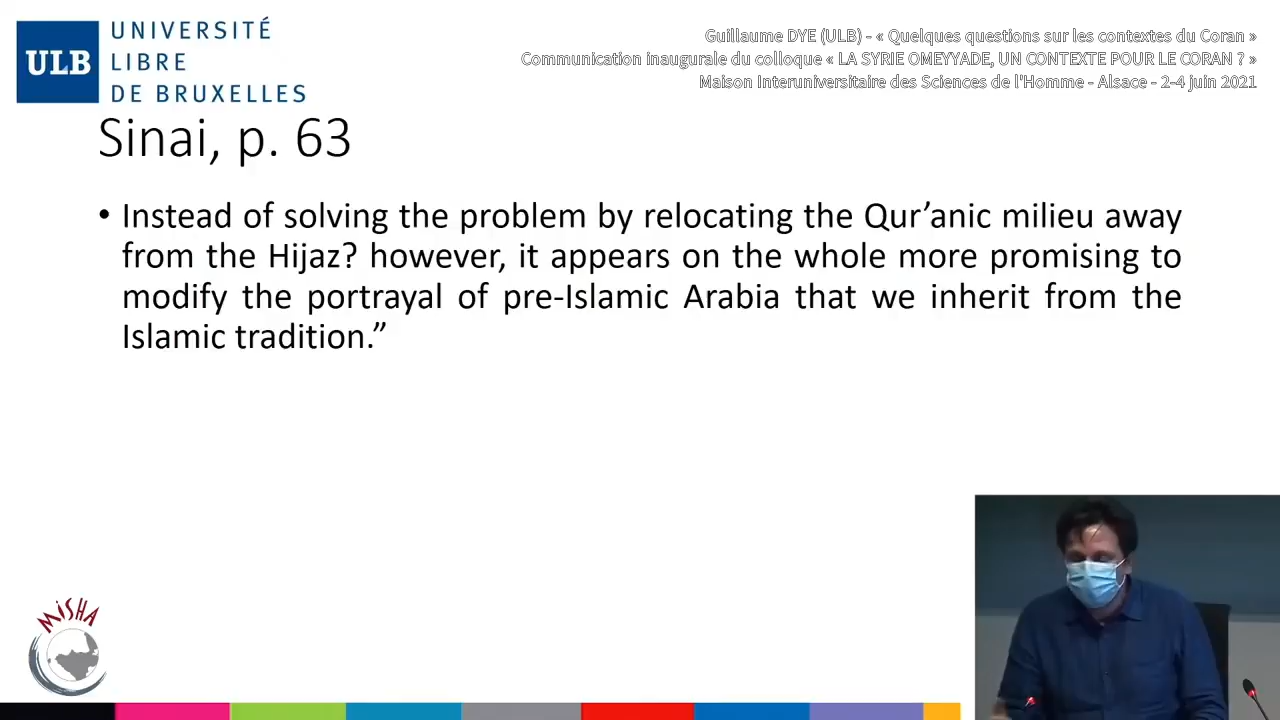 ULB
UNIVERSITÉ
LIBRE
DE BRUXELLES
Guillaume DYE (ULB) - « Quelques questions sur les contextes du Coran »
Communication inaugurale du colloque « LA SYRIE OMEYYADE, UN CONTEXTE POUR LE CORAN ? »
Maison Interuniversitaire des Sciences de l'Homme - Alsace - 2-4 juin 2021
Sinai, p. 63
• Instead of solving the problem by relocating the Qur’anic milieu away
from the Hijaz? however, it appears on the whole more promising to
modify the portrayal of pre-Islamic Arabia that we inherit from the
Islamic tradition.”
MiSHA